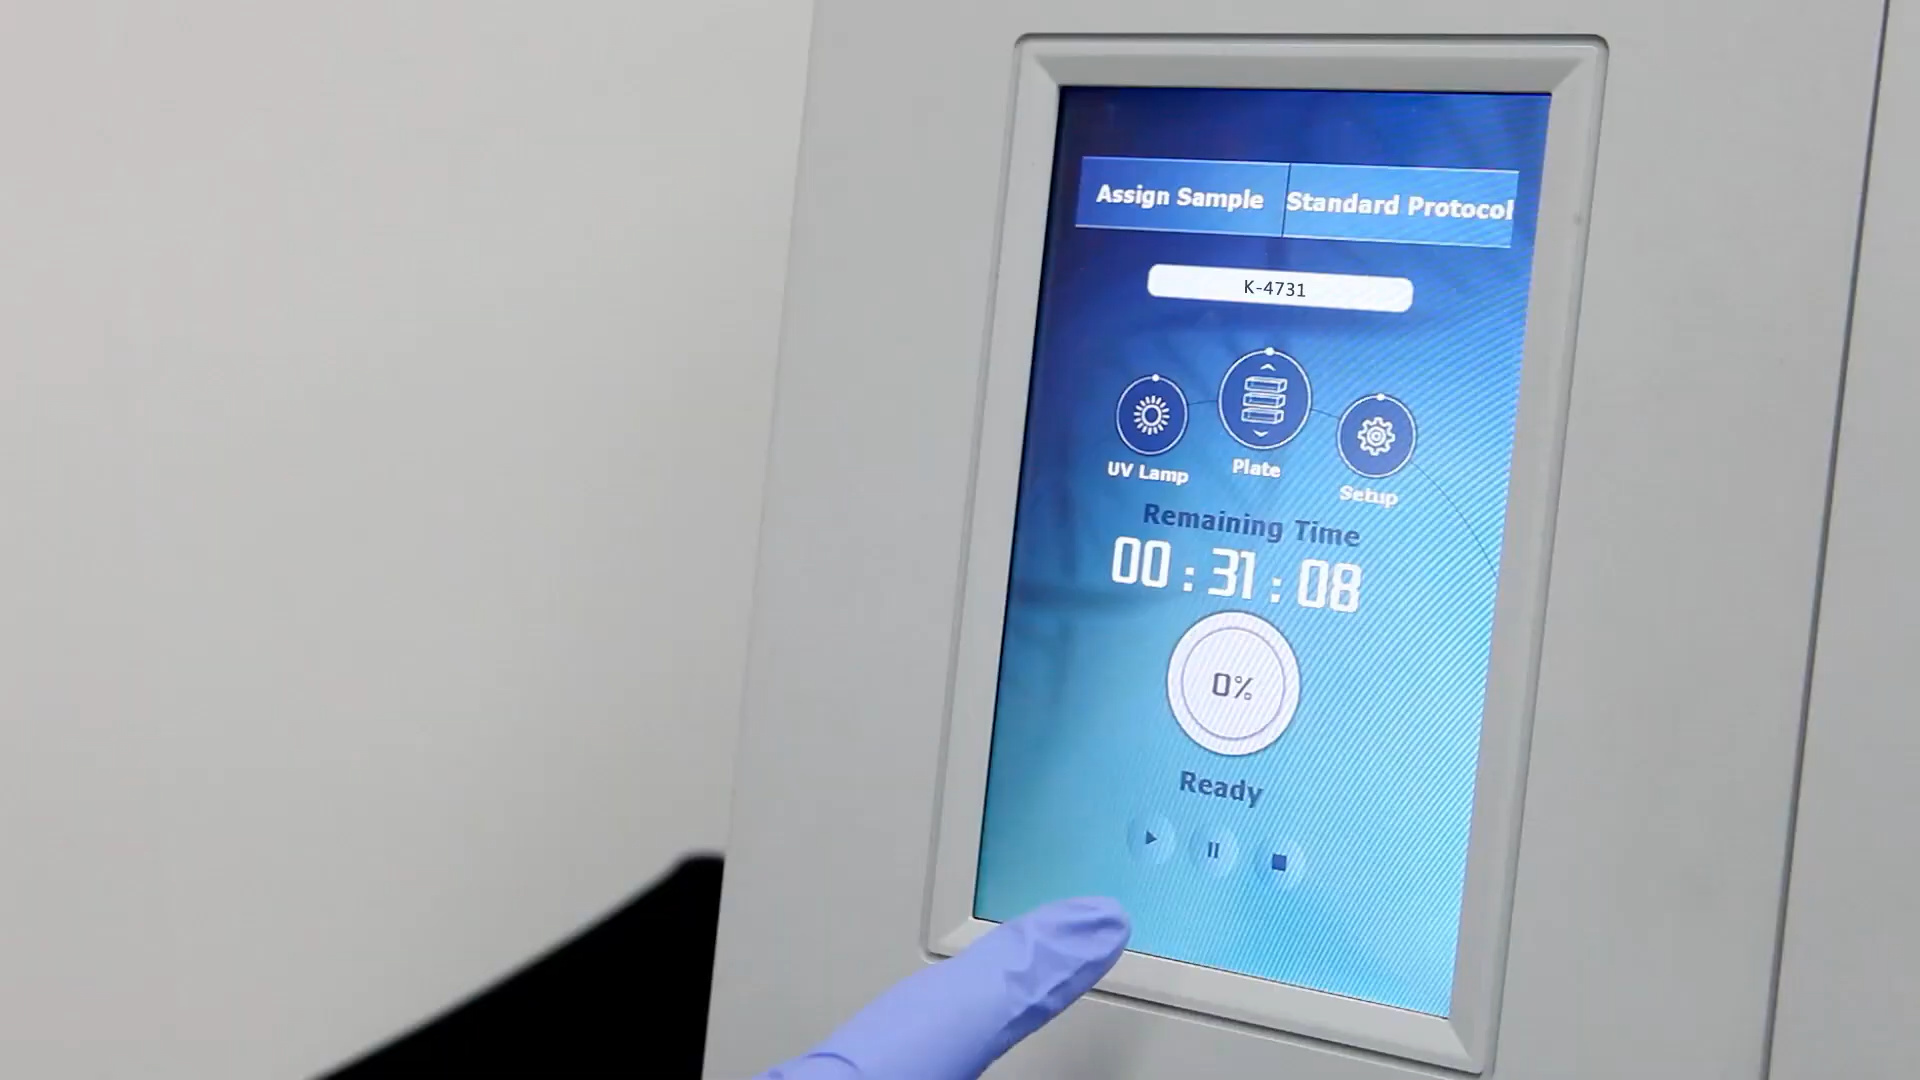 Assign Sample Standard Protocol
K-4731
UV Lamp Plate Setup
Remaining Time
00 : 31 : 08
0%
Ready